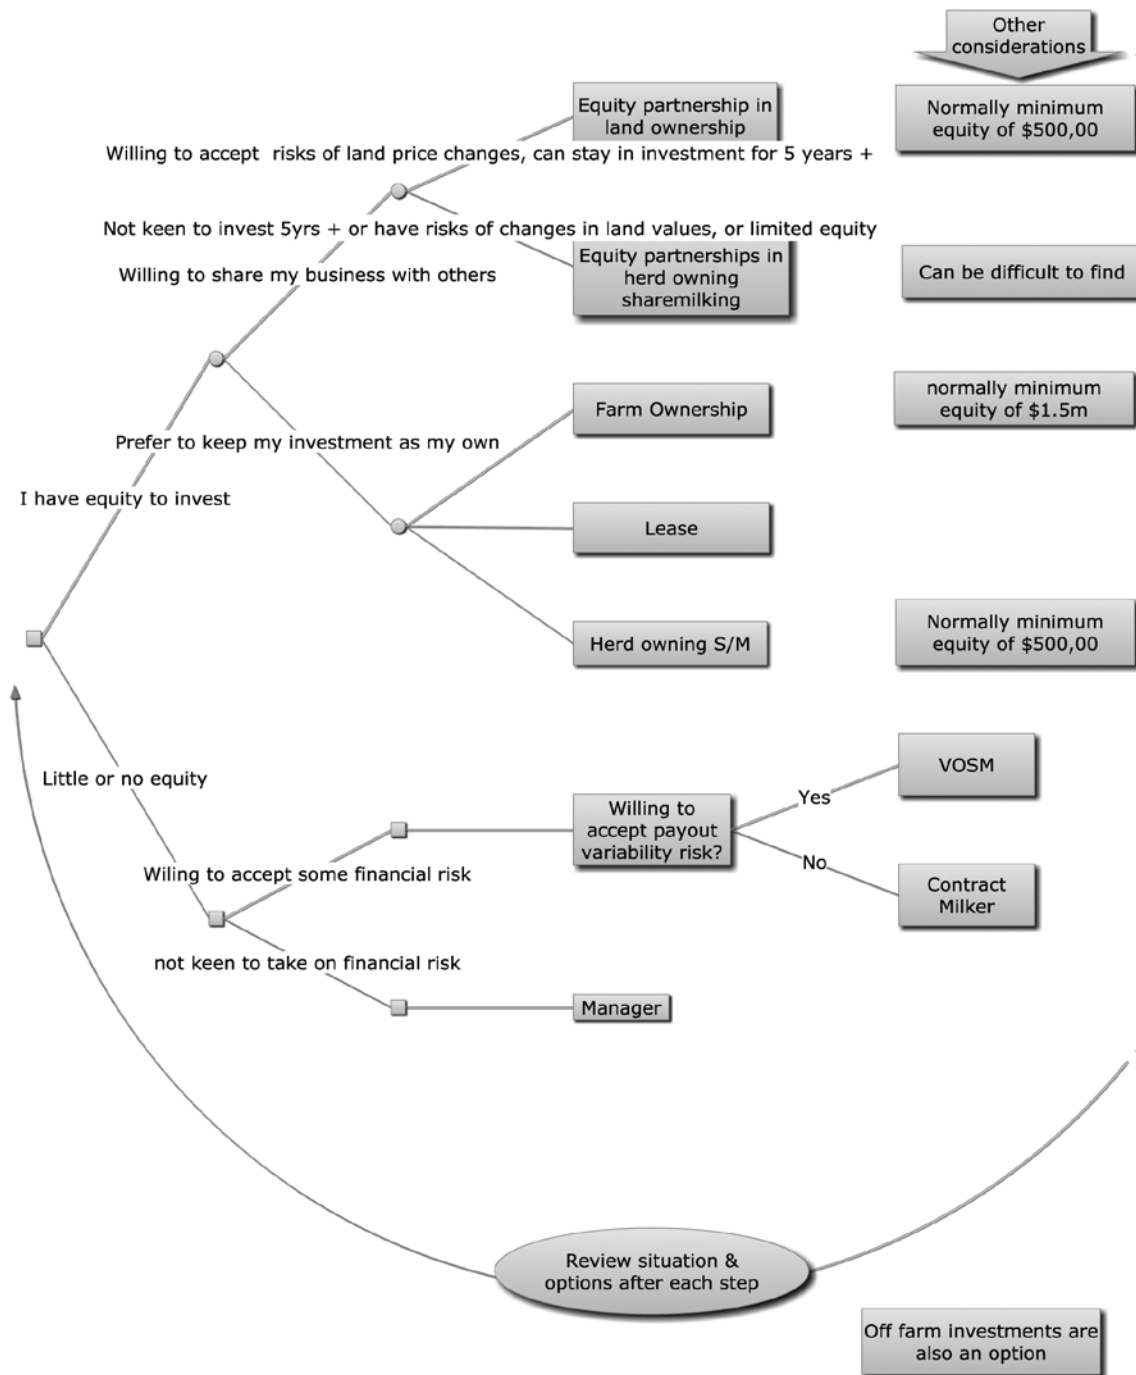 Other
considerations
Equity partnership in
land ownership
Normally minimum
equity of $500,00
Willing to accept  risks of land price changes, can stay in investment for 5 years +
Not keen to invest 5yrs + or have risks of changes in land values, or limited equity
Equity partnerships in
herd owning
sharemilking
Can be difficult to find
Willing to share my business with others
Farm Ownership
normally minimum
equity of $1.5m
Prefer to keep my investment as my own
I have equity to invest
Lease
Herd owning S/M
Normally minimum
equity of $500,00
Little or no equity
VOSM
Yes
Willing to
accept payout
variability risk?
No
Wiling to accept some financial risk
Contract
Milker
not keen to take on financial risk
Manager
Review situation &
options after each step
Off farm investments are
also an option